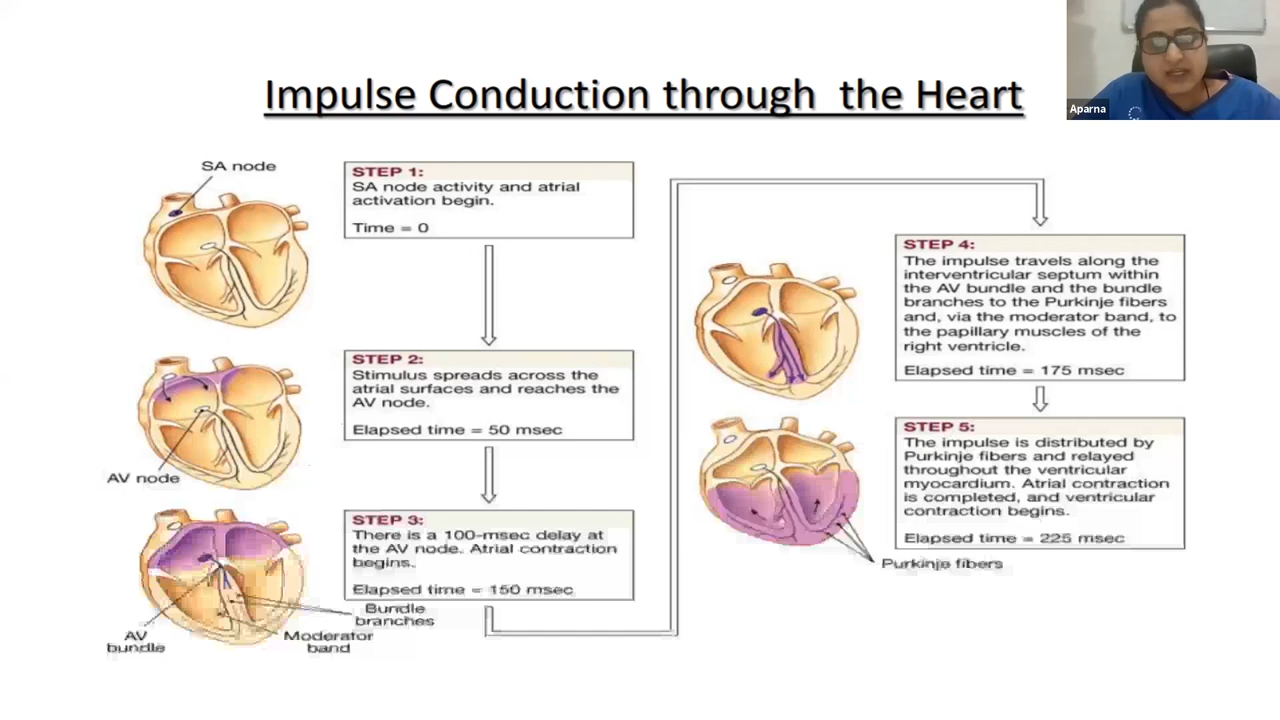 Impulse Conduction through  the Heart
Aparna
SA node
STEP 1:
SA node activity and atrial
activation begin.
Time = 0
STEP 2:
Stimulus spreads across the
atrial surfaces and reaches the
AV node.
Elapsed time = 50 msec
AV node
STEP 3:
There is a 100-msec delay at
the AV node. Atrial contraction
begins.
Elapsed time = 150 msec
Bundle
branches
AV
bundle
Moderator
band
STEP 4:
The impulse travels along the
interventricular septum within
the AV bundle and the bundle
branches to the Purkinje fibers
and, via the moderator band, to
the papillary muscles of the
right ventricle.
Elapsed time = 175 msec
STEP 5:
The impulse is distributed by
Purkinje fibers and relayed
throughout the ventricular
myocardium. Atrial contraction
is completed, and ventricular
contraction begins.
Elapsed time = 225 msec
Purkinje fibers